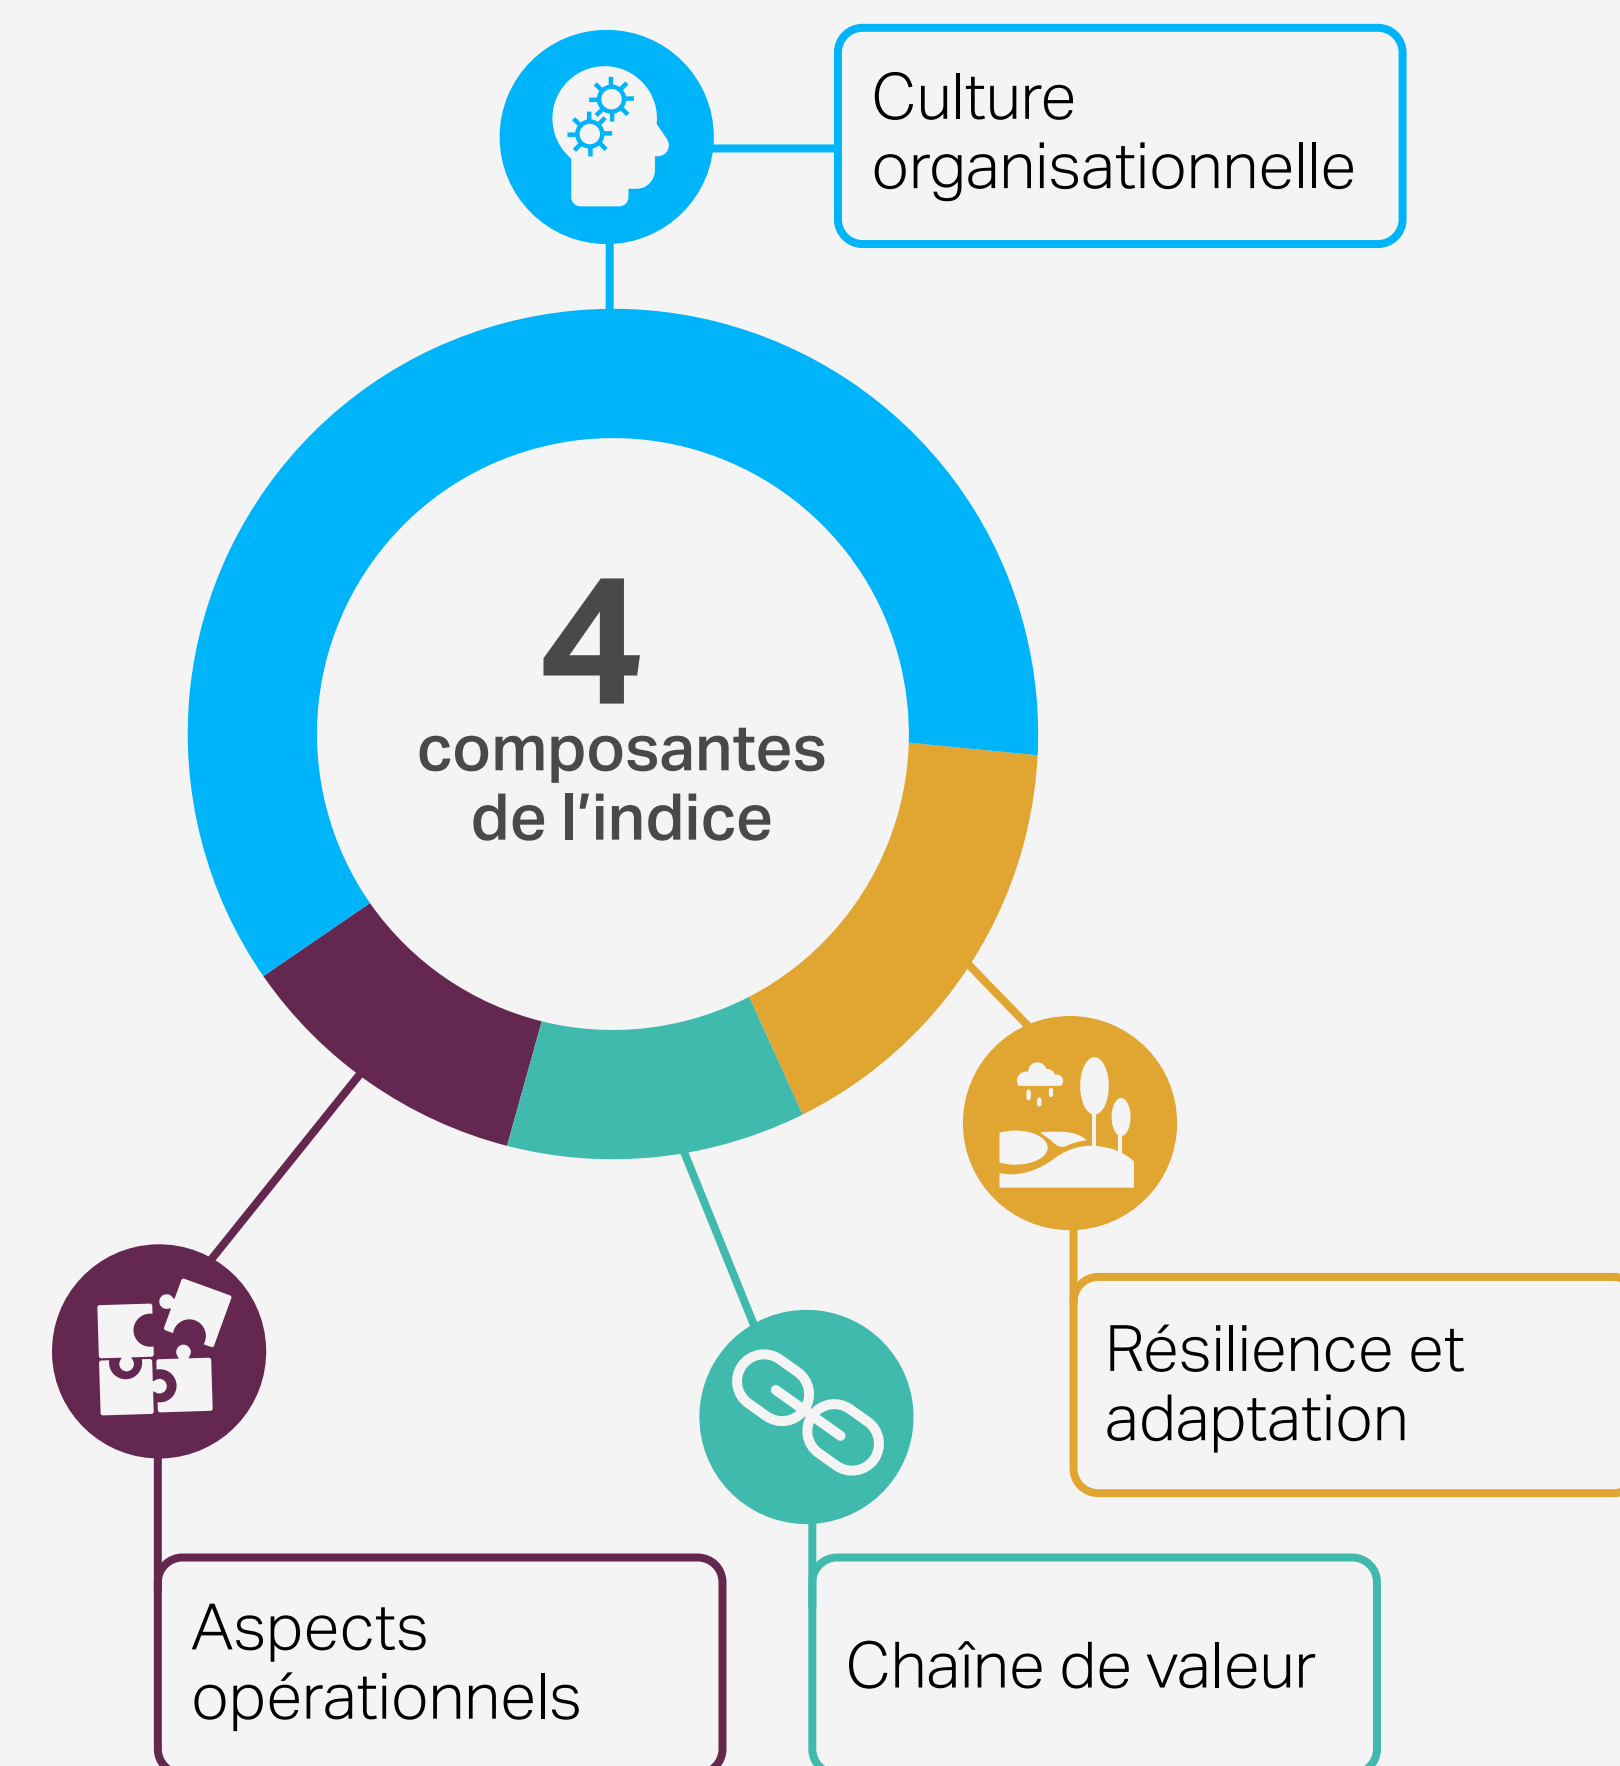 Culture
organisationnelle
4
composantes
de l’indice
Résilience et
adaptation
Aspects
opérationnels
Chaîne de valeur